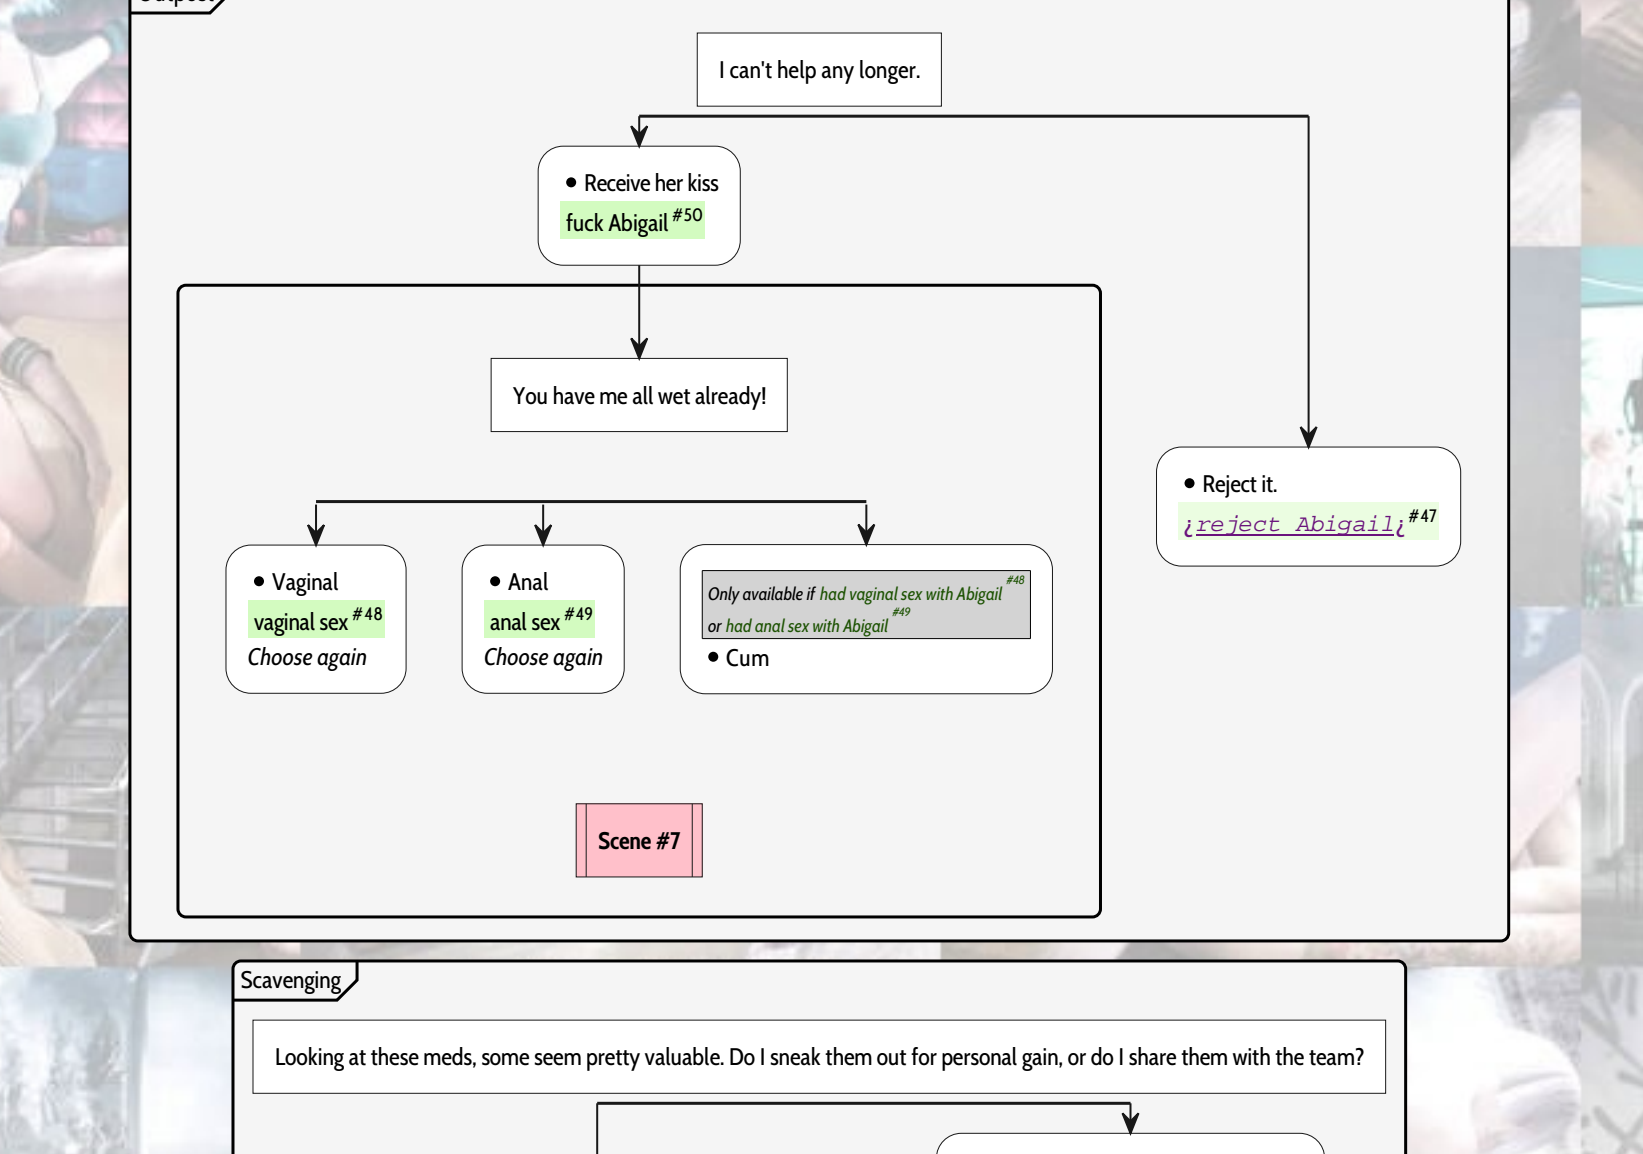 Outpost
I can't help any longer.
• Receive her kiss
fuck Abigail #50
You have me all wet already!
• Reject it.
¿reject Abigail¿ #47
• Vaginal
vaginal sex #48
Choose again
• Anal
anal sex #49
Choose again
Only available if had vaginal sex with Abigail #48
or had anal sex with Abigail #49
• Cum
Scene #7
Scavenging
Looking at these meds, some seem pretty valuable. Do I sneak them out for personal gain, or do I share them with the team?